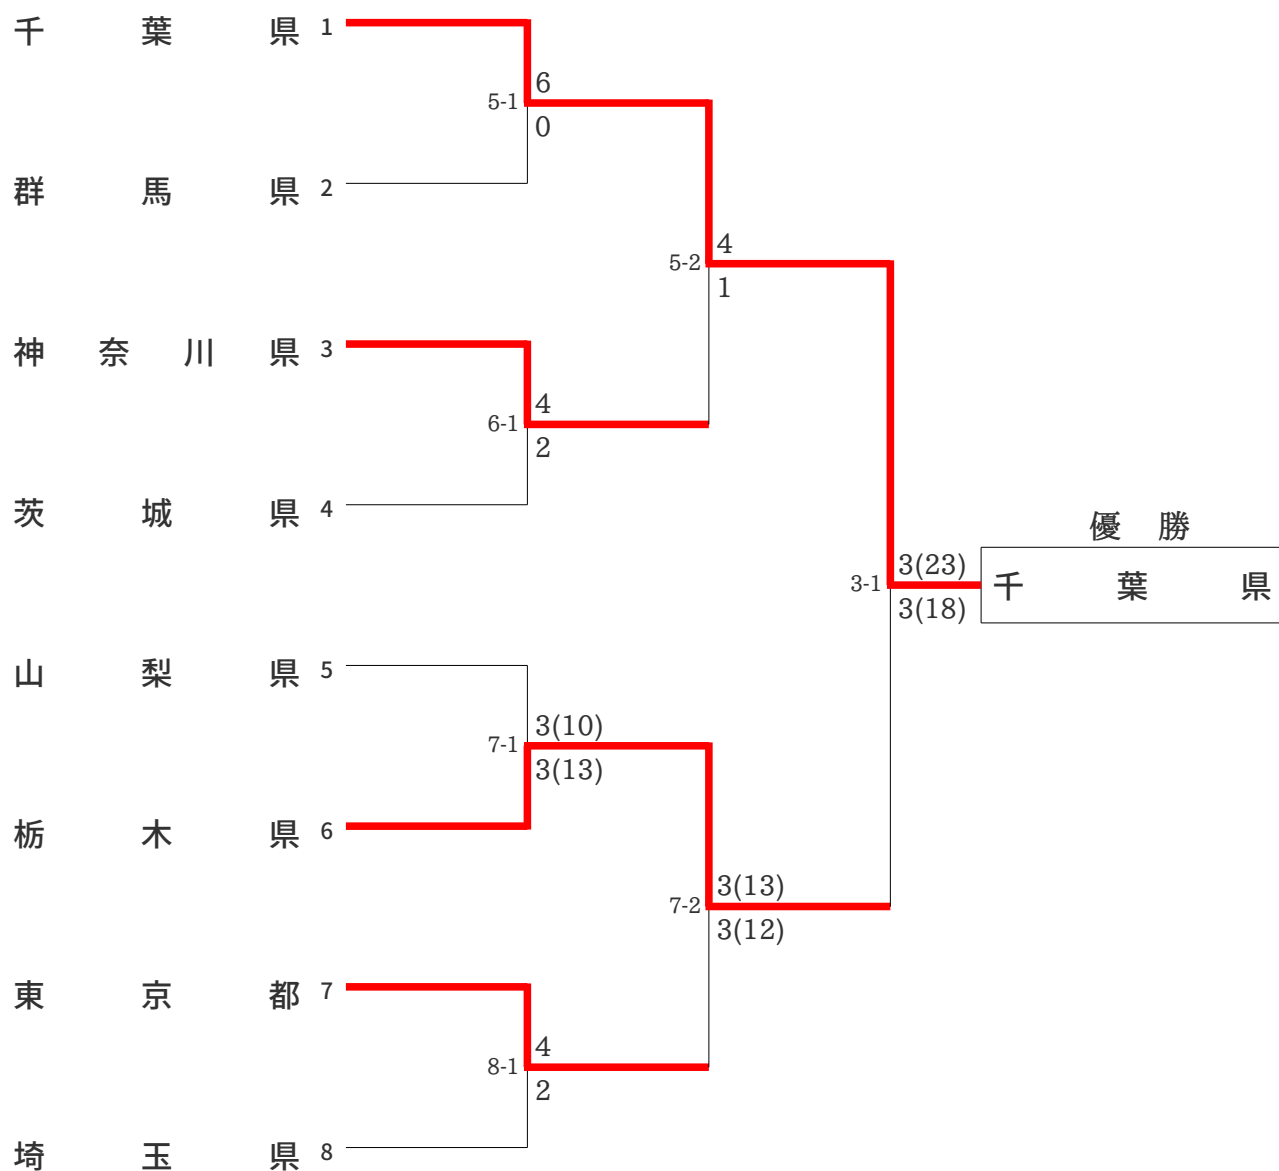 千葉県 1
6
5-1
0
群馬県 2
4
5-2
1
神奈川県 3
4
6-1
2
茨城県 4
優勝
3(23)
3-1 千葉県
3(18)
山梨県 5
3(10)
7-1
3(13)
栃木県 6
3(13)
7-2
3(12)
東京都 7
4
8-1
2
埼玉県 8